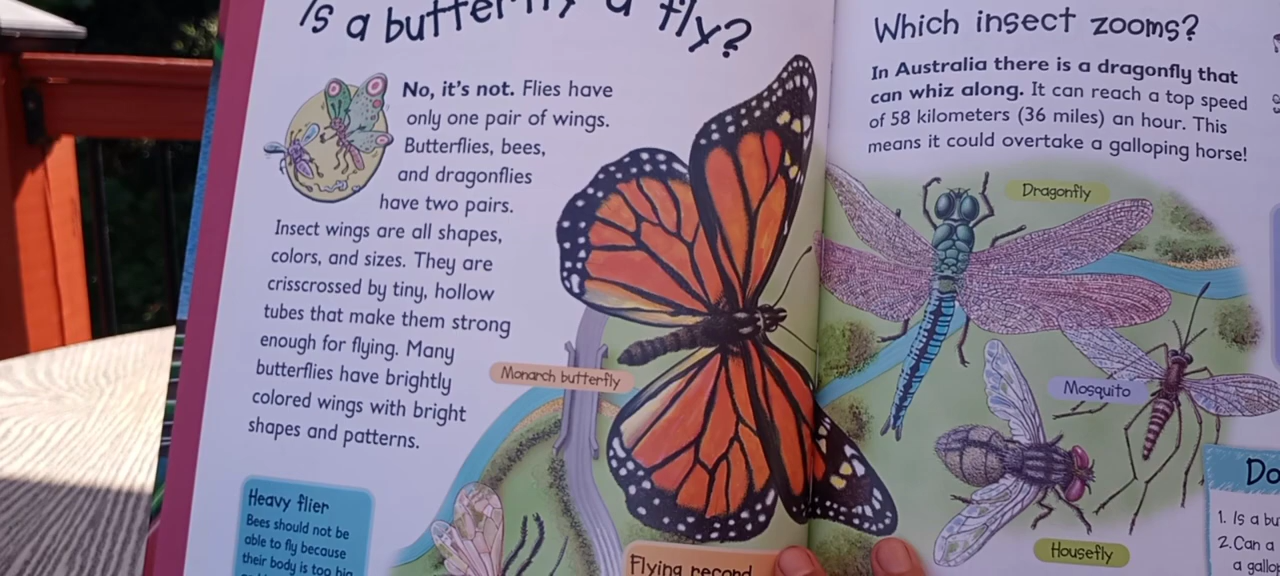 Is a butterfly a fly?
No, it's not. Flies have
only one pair of wings.
Butterflies, bees,
and dragonflies
have two pairs.
Insect wings are all shapes,
colors, and sizes. They are
crisscrossed by tiny, hollow
tubes that make them strong
enough for flying. Many
butterflies have brightly
colored wings with bright
shapes and patterns.
Monarch butterfly
Heavy flier
Bees should not be
able to fly because
their body is too big
Flying record
Which insect zooms?
In Australia there is a dragonfly that
can whiz along. It can reach a top speed
of 58 kilometers (36 miles) an hour. This
means it could overtake a galloping horse!
Dragonfly
Mosquito
Housefly
Do
1. Is a bu
2. Can a
a gallop